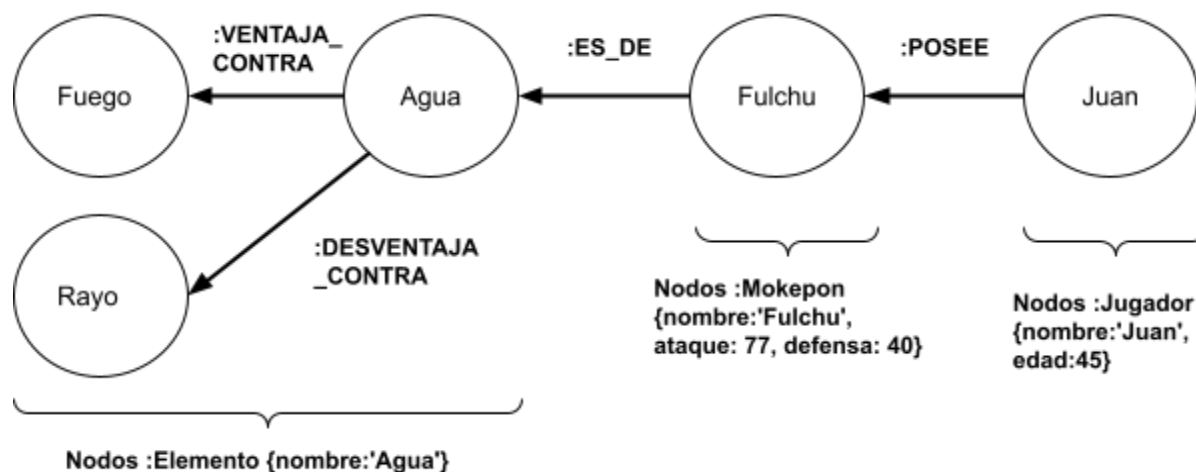 :VENTAJA_
CONTRA
:ES_DE
:POSEE
Fuego
Agua
Fulchu
Juan
:DESVENTAJA
_CONTRA
Rayo
Nodos :Mokepon
{nombre:'Fulchu',
ataque: 77, defensa: 40}
Nodos :Jugador
{nombre:'Juan',
edad:45}
Nodos :Elemento {nombre:'Agua'}